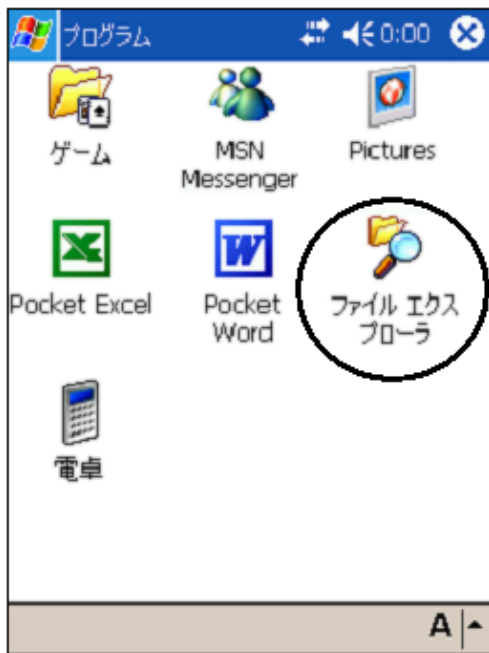 プログラム 0:00
ゲーム
MSN
Messenger
Pictures
Pocket Excel
Pocket
Word
ファイル エクス
プローラ
電卓
A